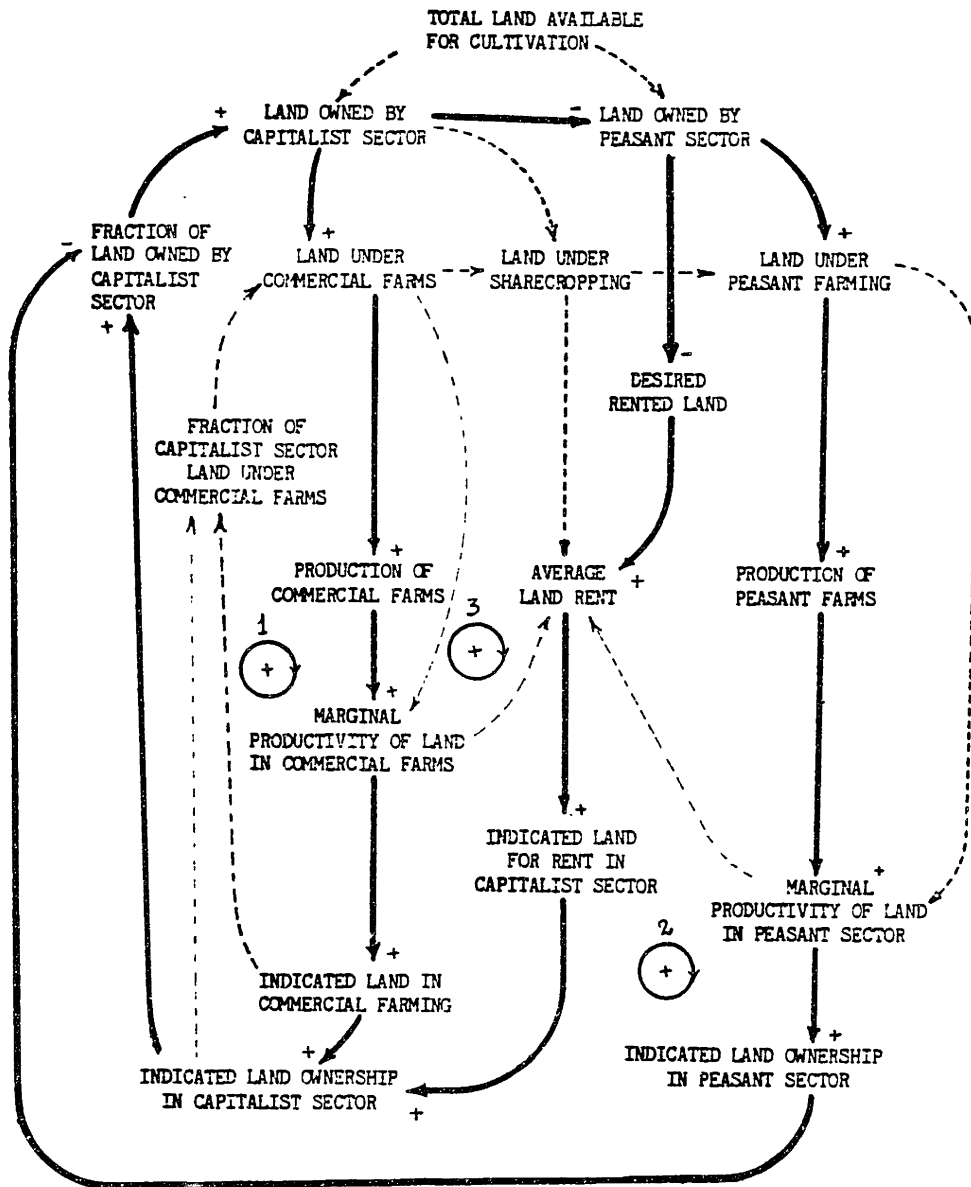 TOTAL LAND AVAILABLE
FOR CULTIVATION
+
LAND OWNED BY
CAPITALIST SECTOR
-
LAND OWNED BY
PEASANT SECTOR
-
FRACTION OF
LAND OWNED BY
CAPITALIST
SECTOR
+
+
LAND UNDER
COMMERCIAL FARMS
LAND UNDER
SHARECROPPING
+
LAND UNDER
PEASANT FARMING
-
DESIRED
RENTED LAND
FRACTION OF
CAPITALIST SECTOR
LAND UNDER
COMMERCIAL FARMS
+
PRODUCTION OF
COMMERCIAL FARMS
AVERAGE
LAND RENT
+
+
PRODUCTION OF
PEASANT FARMS
1
+
3
+
+
MARGINAL
PRODUCTIVITY OF LAND
IN COMMERCIAL FARMS
+
INDICATED LAND
FOR RENT IN
CAPITALIST SECTOR
+
MARGINAL
PRODUCTIVITY OF LAND
IN PEASANT SECTOR
2
+
+
INDICATED LAND IN
COMMERCIAL FARMING
+
INDICATED LAND OWNERSHIP
IN CAPITALIST SECTOR
+
+
INDICATED LAND OWNERSHIP
IN PEASANT SECTOR